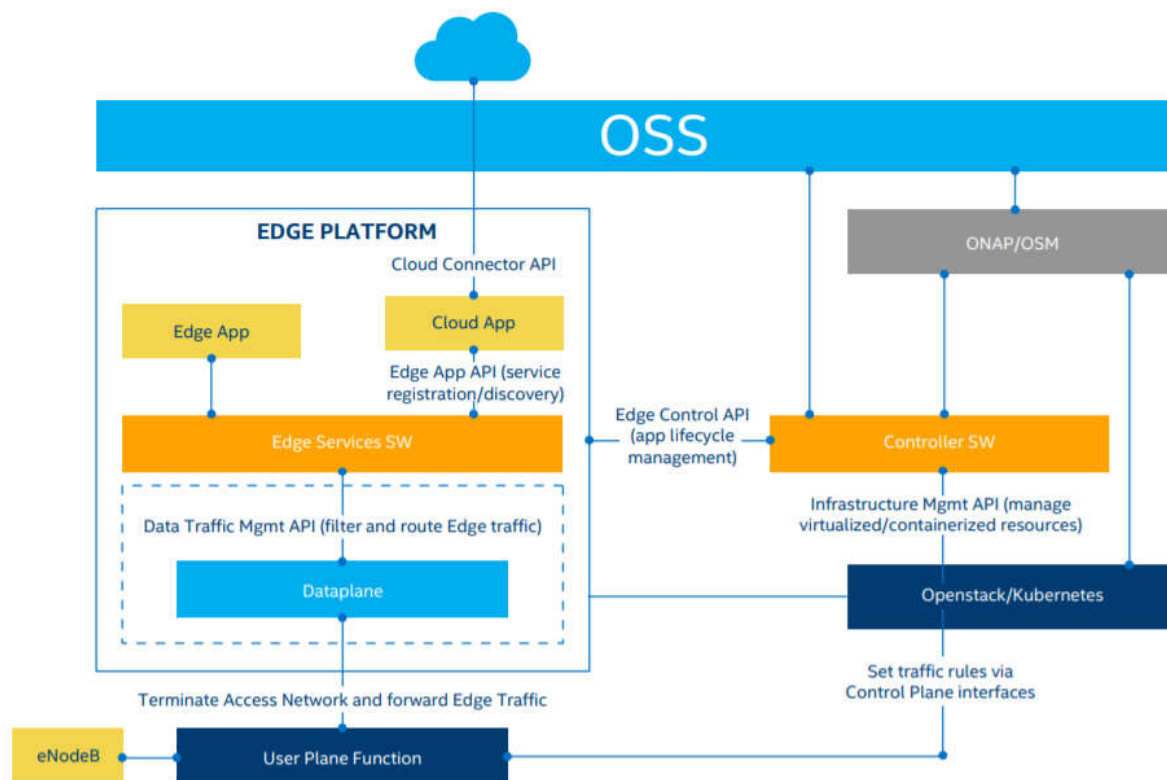 OSS
EDGE PLATFORM
ONAP/OSM
Cloud Connector API
Edge App
Cloud App
Edge App API (service
registration/discovery)
Edge Control API
(app lifecycle
management)
Edge Services SW
Controller SW
Infrastructure Mgmt API (manage
virtualized/containerized resources)
Data Traffic Mgmt API (filter and route Edge traffic)
Dataplane
Openstack/Kubernetes
Set traffic rules via
Control Plane interfaces
Terminate Access Network and forward Edge Traffic
eNodeB
User Plane Function